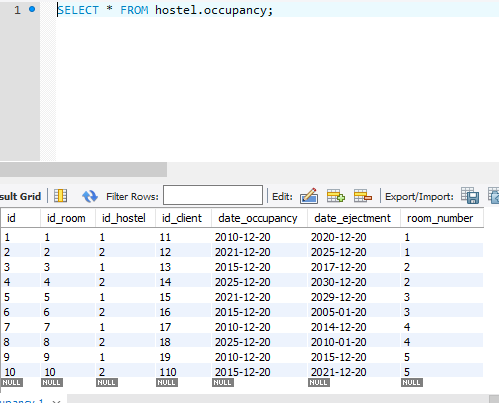 1 SELECT * FROM hostel.occupancy;
sult Grid Filter Rows: Edit: Export/Import:
id id_room id_hostel id_client date_occupancy date_ejectment room_number
1 1 1 11 2010-12-20 2020-12-20 1
2 2 2 12 2021-12-20 2025-12-20 1
3 3 1 13 2015-12-20 2017-12-20 2
4 4 2 14 2025-12-20 2030-12-20 2
5 5 1 15 2021-12-20 2029-12-20 3
6 6 2 16 2015-12-20 2005-01-20 3
7 7 1 17 2010-12-20 2014-12-20 4
8 8 2 18 2025-12-20 2010-01-20 4
9 9 1 19 2010-12-20 2015-12-20 5
10 10 2 110 2015-12-20 2021-12-20 5
NULL NULL NULL NULL NULL NULL NULL